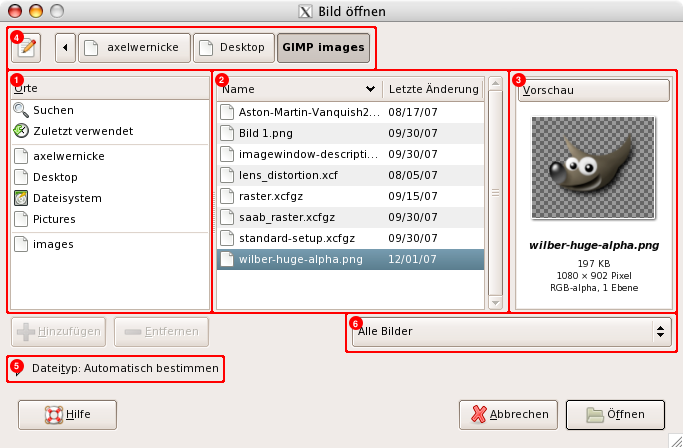 Bild öffnen
4
axelwernicke Desktop GIMP images
1 2 3
Orte Name Letzte Änderung Vorschau
Suchen
Zuletzt verwendet
axelwernicke
Desktop
Dateisystem
Pictures
images
Aston-Martin-Vanquish2... 08/17/07
Bild 1.png 09/30/07
imagewindow-descripti... 09/30/07
lens_distortion.xcf 08/05/07
raster.xcfgz 09/15/07
saab_raster.xcfgz 09/30/07
standard-setup.xcfgz 09/30/07
wilber-huge-alpha.png 12/01/07
wilber-huge-alpha.png
197 KB
1080 × 902 Pixel
RGB-alpha, 1 Ebene
Hinzufügen Entfernen
6
Alle Bilder
5
Dateityp: Automatisch bestimmen
Hilfe Abbrechen Öffnen